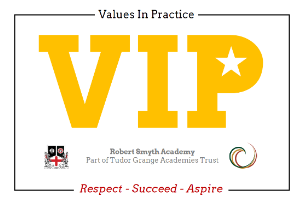 Values In Practice
VIP
Robert Smyth Academy
Part of Tudor Grange Academies Trust
Respect - Succeed - Aspire